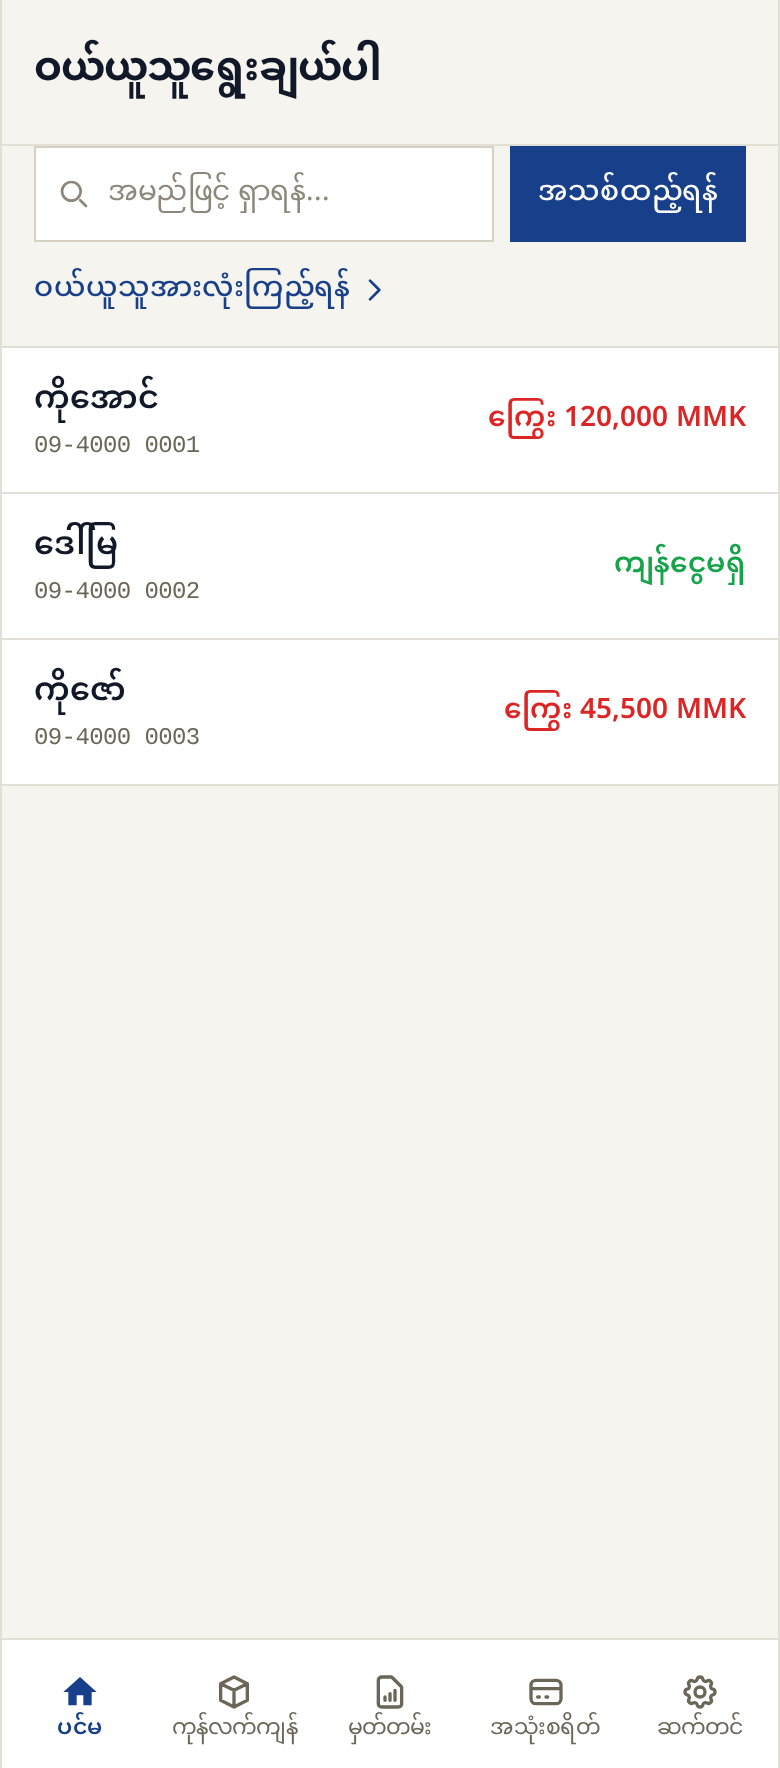 ဝယ်ယူသူရွေးချယ်ပါ
အမည်ဖြင့် ရှာရန်...
အသစ်ထည့်ရန်
ဝယ်ယူသူအားလုံးကြည့်ရန်
ကိုအောင်
09-4000 0001
ကြွေး 120,000 MMK
ဒေါ်မြ
09-4000 0002
ကျန်ငွေမရှိ
ကိုဇော်
09-4000 0003
ကြွေး 45,500 MMK
ပင်မ
ကုန်လက်ကျန်
မှတ်တမ်း
အသုံးစရိတ်
ဆက်တင်